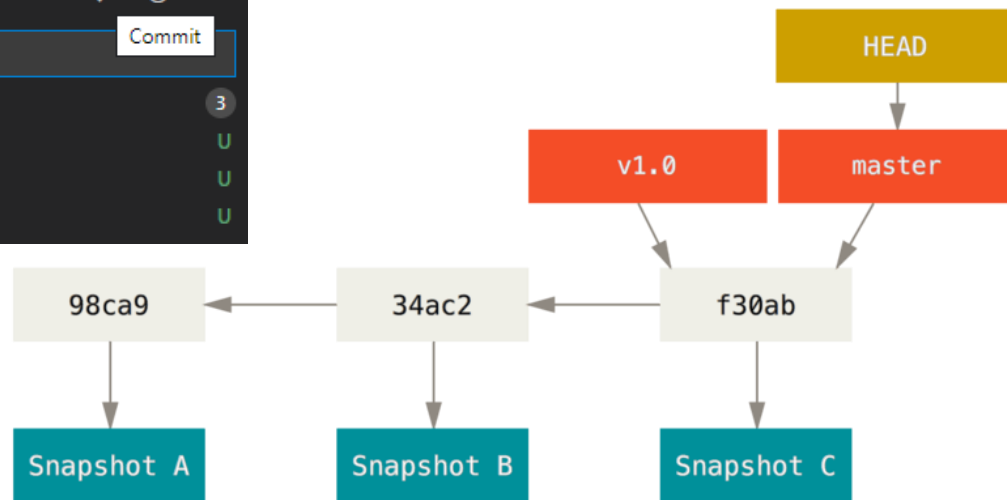 Commit
3
U
U
U
HEAD
v1.0
master
98ca9
34ac2
f30ab
Snapshot A
Snapshot B
Snapshot C